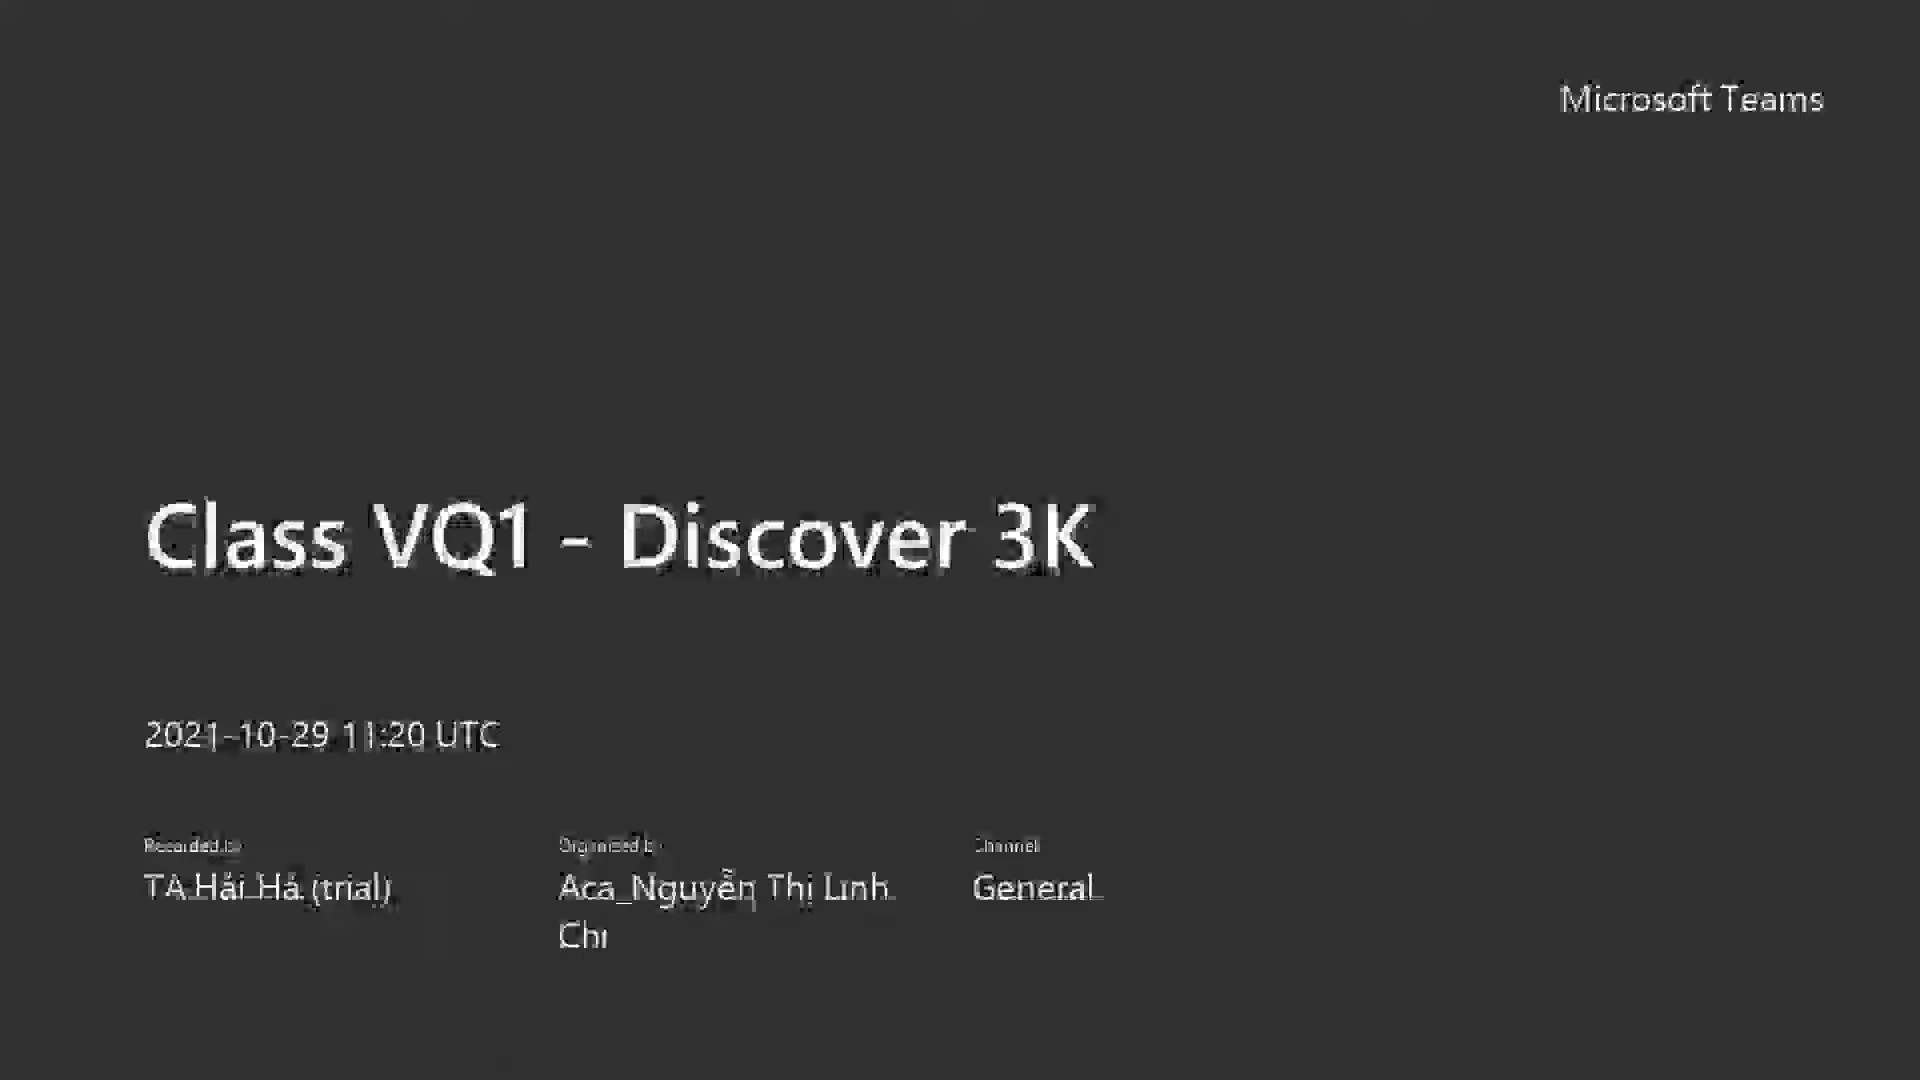 Microsoft Teams
Class VQ1 - Discover 3K
2021-10-29 11:20 UTC
Recorded by
Organized by
Channel
TA Hải Hà (trial)
Aca_Nguyễn Thị Linh
Chi
General